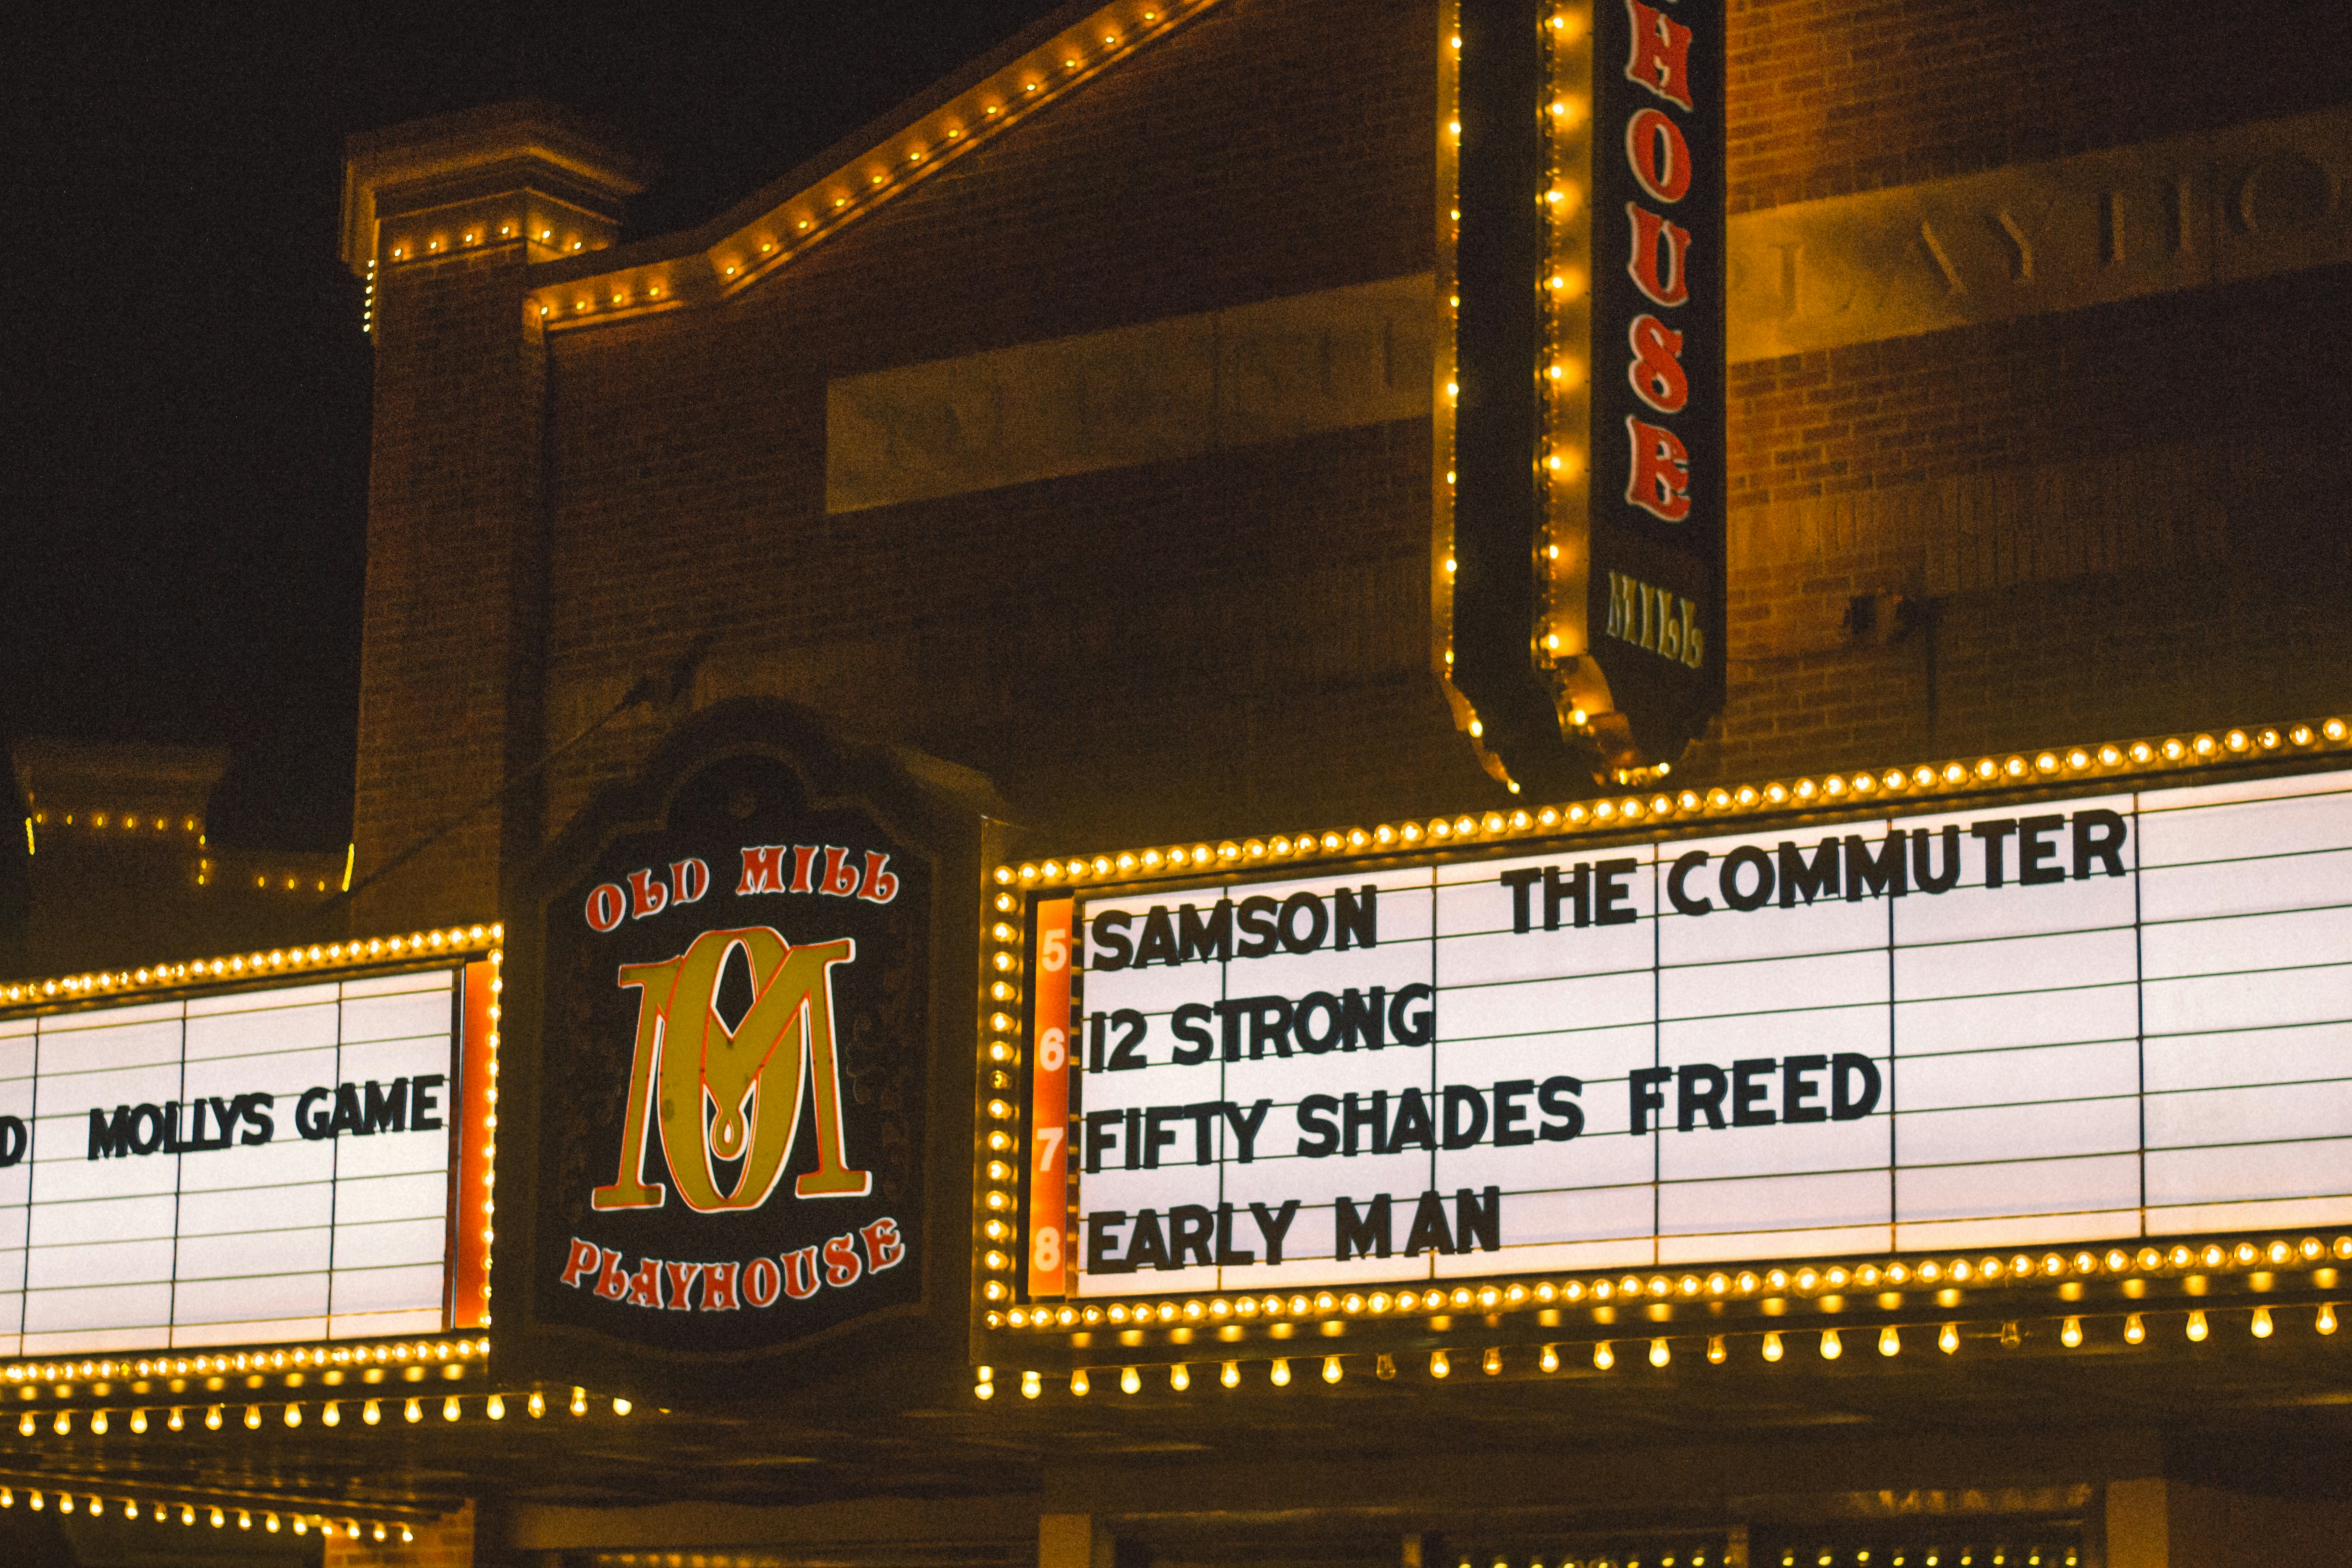 HOUSE
MILL
PLAYHO
OLD MILL
OM
PLAYHOUSE
D MOLLYS GAME
5 SAMSON THE COMMUTER
6 12 STRONG
7 FIFTY SHADES FREED
8 EARLY MAN